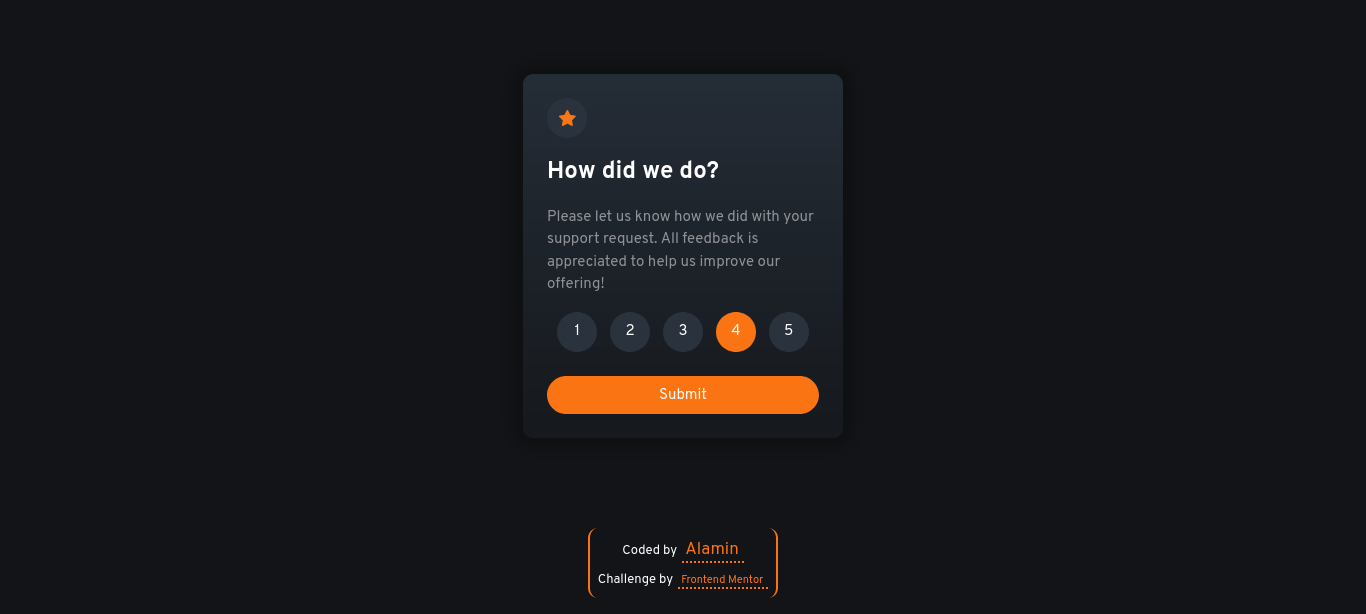 How did we do?
Please let us know how we did with your
support request. All feedback is
appreciated to help us improve our
offering!
1 2 3 4 5
Submit
Coded by Alamin
Challenge by Frontend Mentor